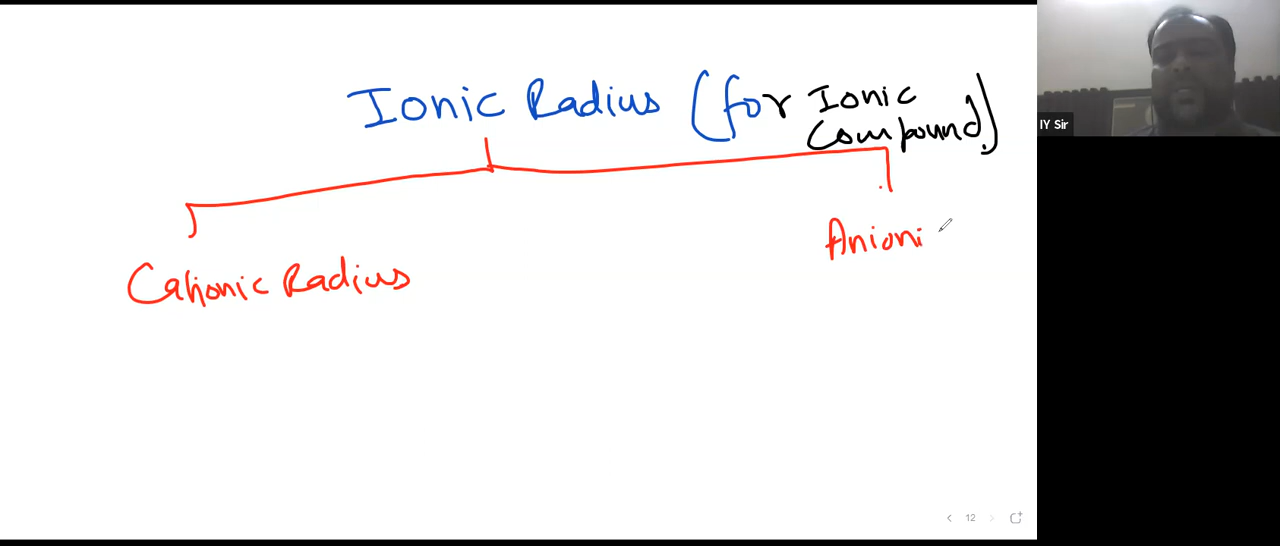 Ionic Radius (for Ionic
Compound)
Cationic Radius
Anioni
IY Sir
12